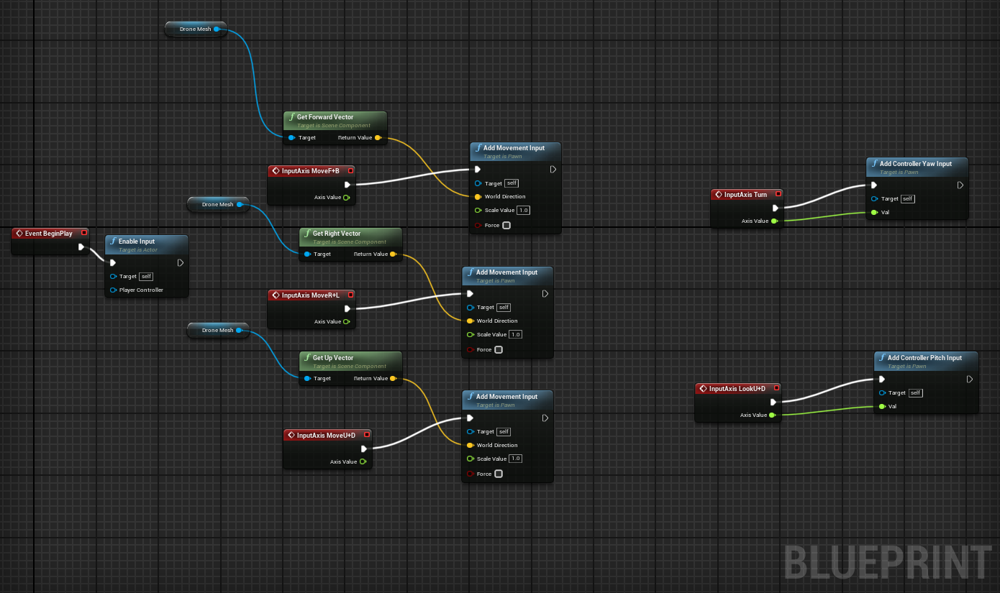 Drone Mesh
Get Forward Vector
Target is Scene Component
Target Return Value
InputAxis MoveF+B
Axis Value
Add Movement Input
Target is Pawn
Target self
World Direction
Scale Value 1.0
Force
Drone Mesh
Get Right Vector
Target is Scene Component
Target Return Value
Event BeginPlay
Enable Input
Target is Actor
Target self
Player Controller
InputAxis MoveR+L
Axis Value
Add Movement Input
Target is Pawn
Target self
World Direction
Scale Value 1.0
Force
Drone Mesh
Get Up Vector
Target is Scene Component
Target Return Value
InputAxis MoveU+D
Axis Value
Add Movement Input
Target is Pawn
Target self
World Direction
Scale Value 1.0
Force
InputAxis Turn
Axis Value
Add Controller Yaw Input
Target is Pawn
Target self
Val
InputAxis LookU+D
Axis Value
Add Controller Pitch Input
Target is Pawn
Target self
Val
BLUEPRINT